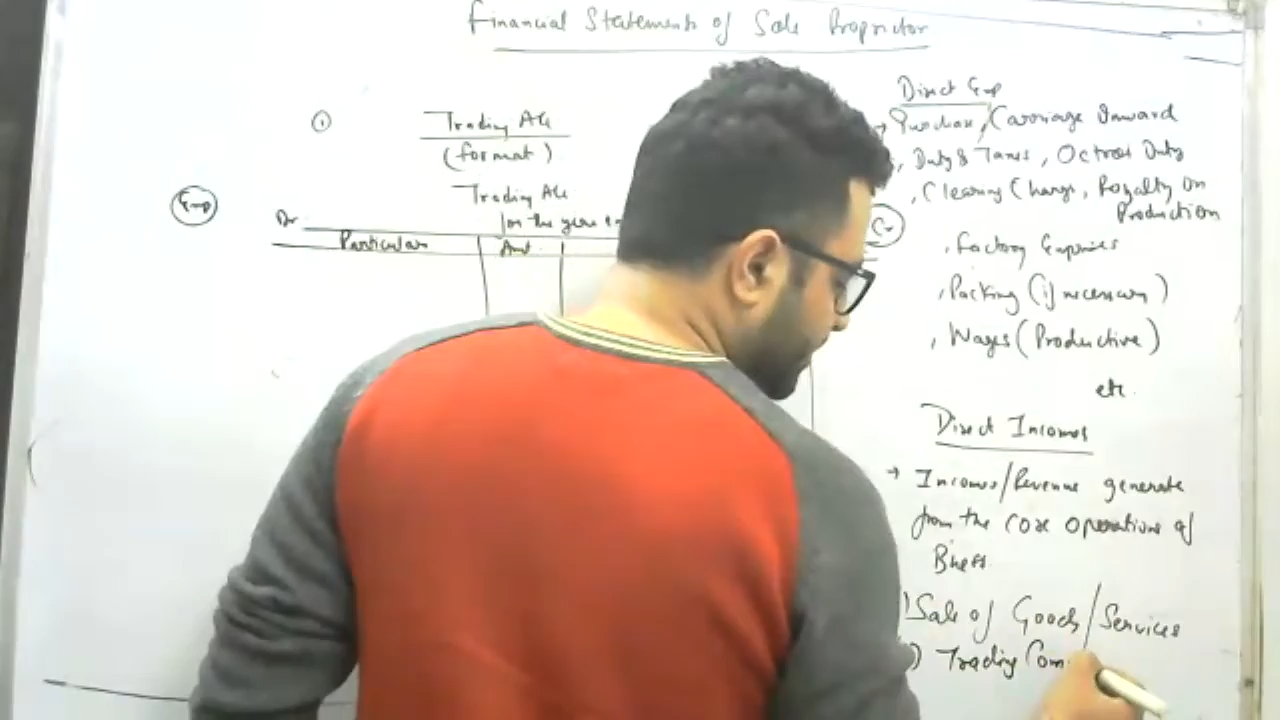 Financial Statements of Sole Proprietor
①
Trading A/c
(format)
Trading A/c
for the year
Exp
Dr
Particulars
Amt
Cr
Direct Exp
→ Purchase, Carriage Inward
, Duty & Taxes, Octroi Duty
, Clearing Charge, Royalty on
Production
, Factory Expenses
, Packing (if necessary)
, Wages (Productive)
etc.
Direct Incomes
→ Incomes/Revenue generate
from the core operations of
) Sale of Goods/Services
) Trading Com